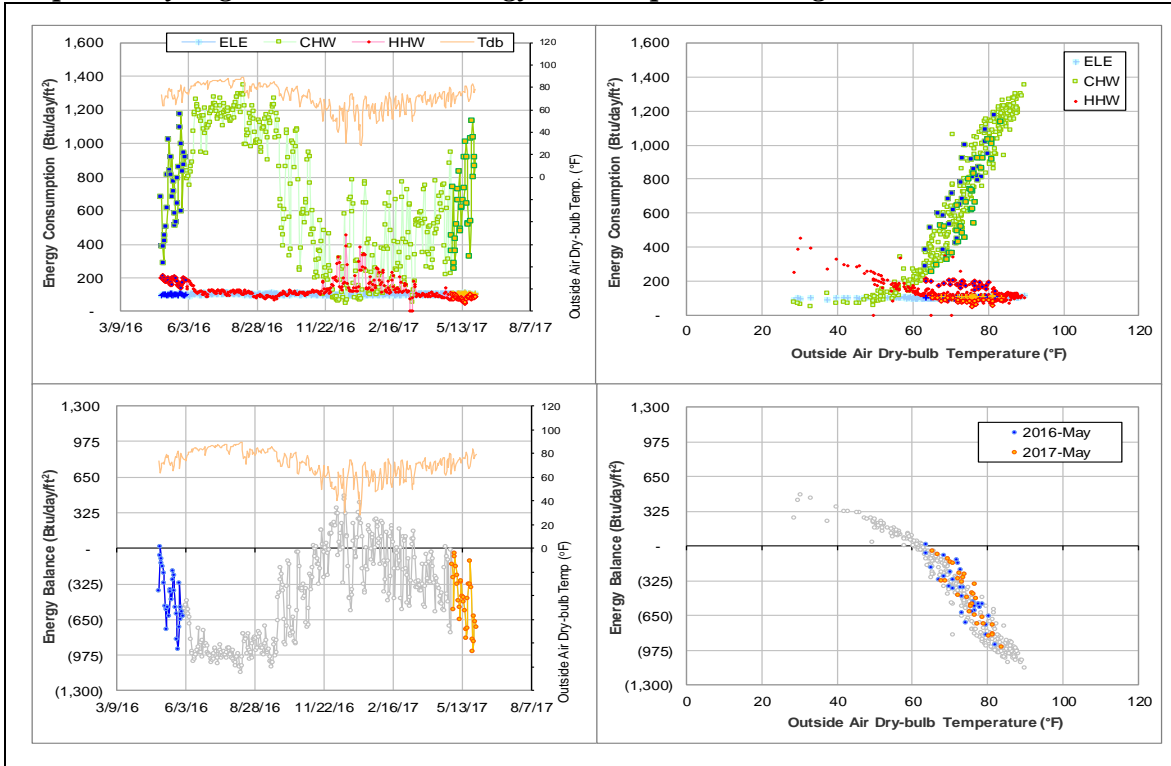 ELE CHW HHW Tdb
Energy Consumption (Btu/day/ft²)
1,600
1,400
1,200
1,000
800
600
400
200
-
120
100
80
60
40
20
0
Outside Air Dry-bulb Temp. (°F)
3/9/16 6/3/16 8/28/16 11/22/16 2/16/17 5/13/17 8/7/17
Energy Consumption (Btu/day/ft²)
1,600
1,400
1,200
1,000
800
600
400
200
-
ELE
CHW
HHW
0 20 40 60 80 100 120
Outside Air Dry-bulb Temperature (°F)
Energy Balance (Btu/day/ft²)
1,300
975
650
325
-
(325)
(650)
(975)
(1,300)
120
100
80
60
40
20
0
Outside Air Dry-bulb Temp (°F)
3/9/16 6/3/16 8/28/16 11/22/16 2/16/17 5/13/17 8/7/17
Energy Balance (Btu/day/ft²)
1,300
975
650
325
-
(325)
(650)
(975)
(1,300)
2016-May
2017-May
0 20 40 60 80 100 120
Outside Air Dry-bulb Temperature (°F)